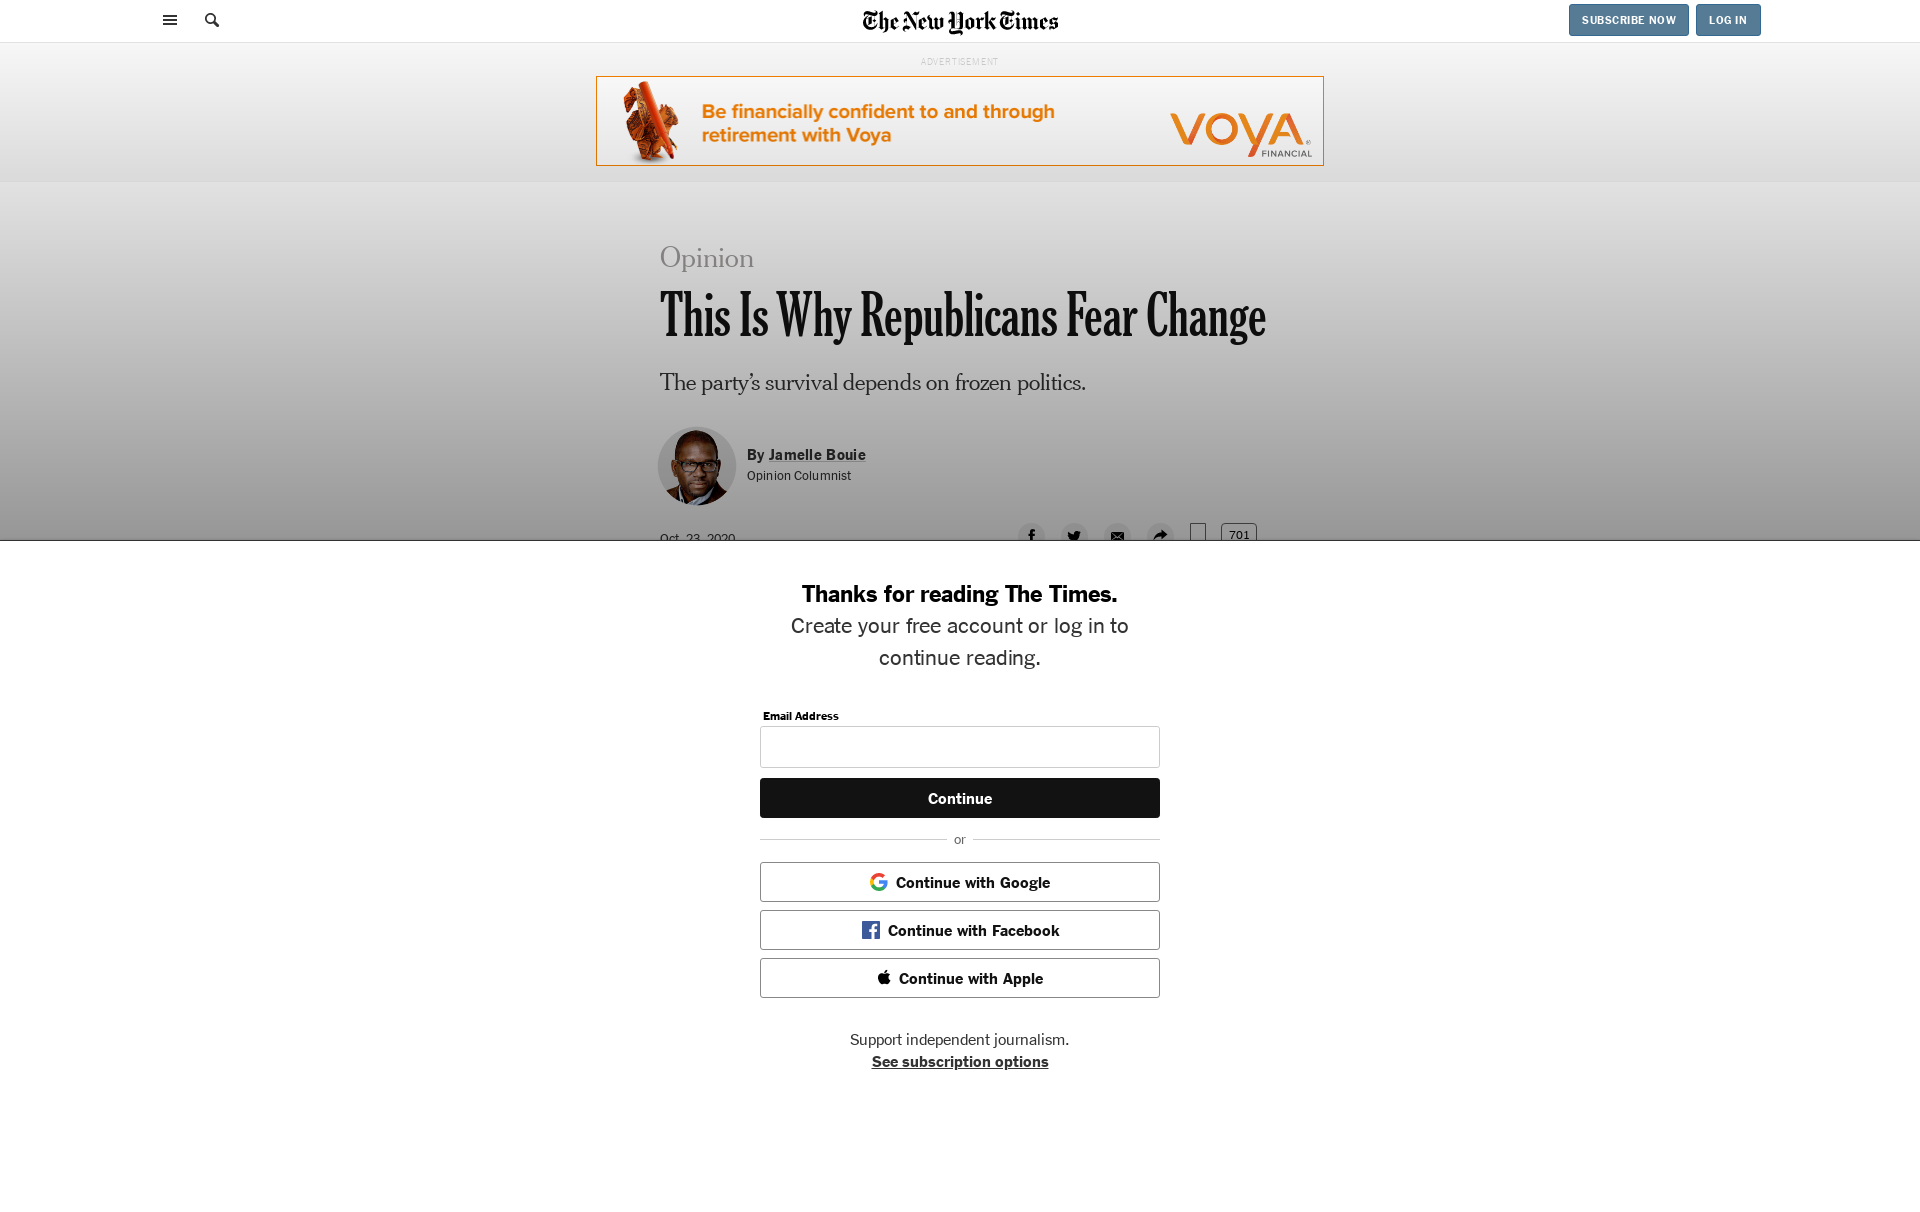 The New York Times
SUBSCRIBE NOW
LOG IN
ADVERTISEMENT
Be financially confident to and through
retirement with Voya
VOYA
FINANCIAL
Opinion
This Is Why Republicans Fear Change
The party’s survival depends on frozen politics.
By Jamelle Bouie
Opinion Columnist
Oct. 23, 2020
701
Thanks for reading The Times.
Create your free account or log in to
continue reading.
Email Address
Continue
or
Continue with Google
Continue with Facebook
Continue with Apple
Support independent journalism.
See subscription options